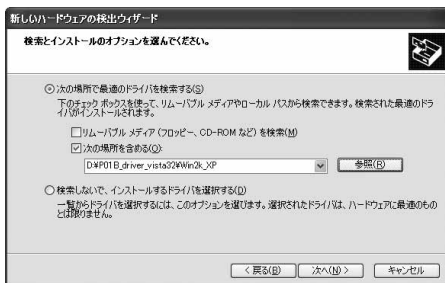 新しいハードウェアの検出ウィザード
検索とインストールのオプションを選んでください。
次の場所で最適のドライバを検索する(S)
下のチェック ボックスを使って、リムーバブル メディアやローカル パスから検索できます。検索された最適のドラ
イバがインストールされます。
リムーバブル メディア (フロッピー、CD-ROM など) を検索(M)
次の場所を含める(O):
D:¥P01B_driver_vista32¥Win2k_XP
参照(R)
検索しないで、インストールするドライバを選択する(D)
一覧からドライバを選択するには、このオプションを選びます。選択されたドライバは、ハードウェアに最適のもの
とは限りません。
< 戻る(B)
次へ(N) >
キャンセル